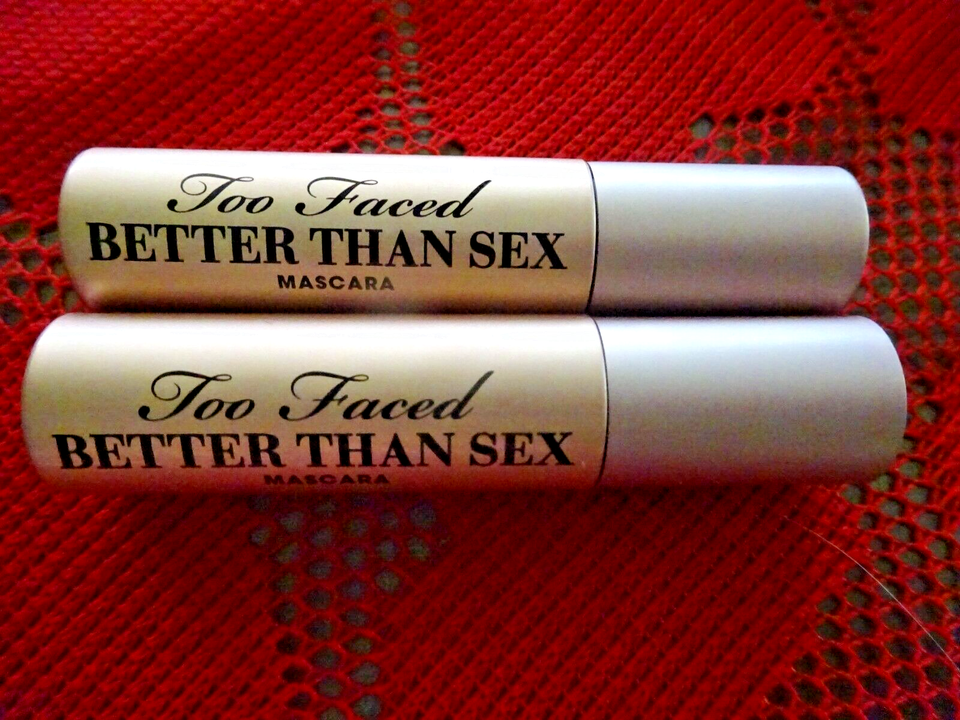 Too Faced
BETTER THAN SEX
MASCARA
Too Faced
BETTER THAN SEX
MASCARA